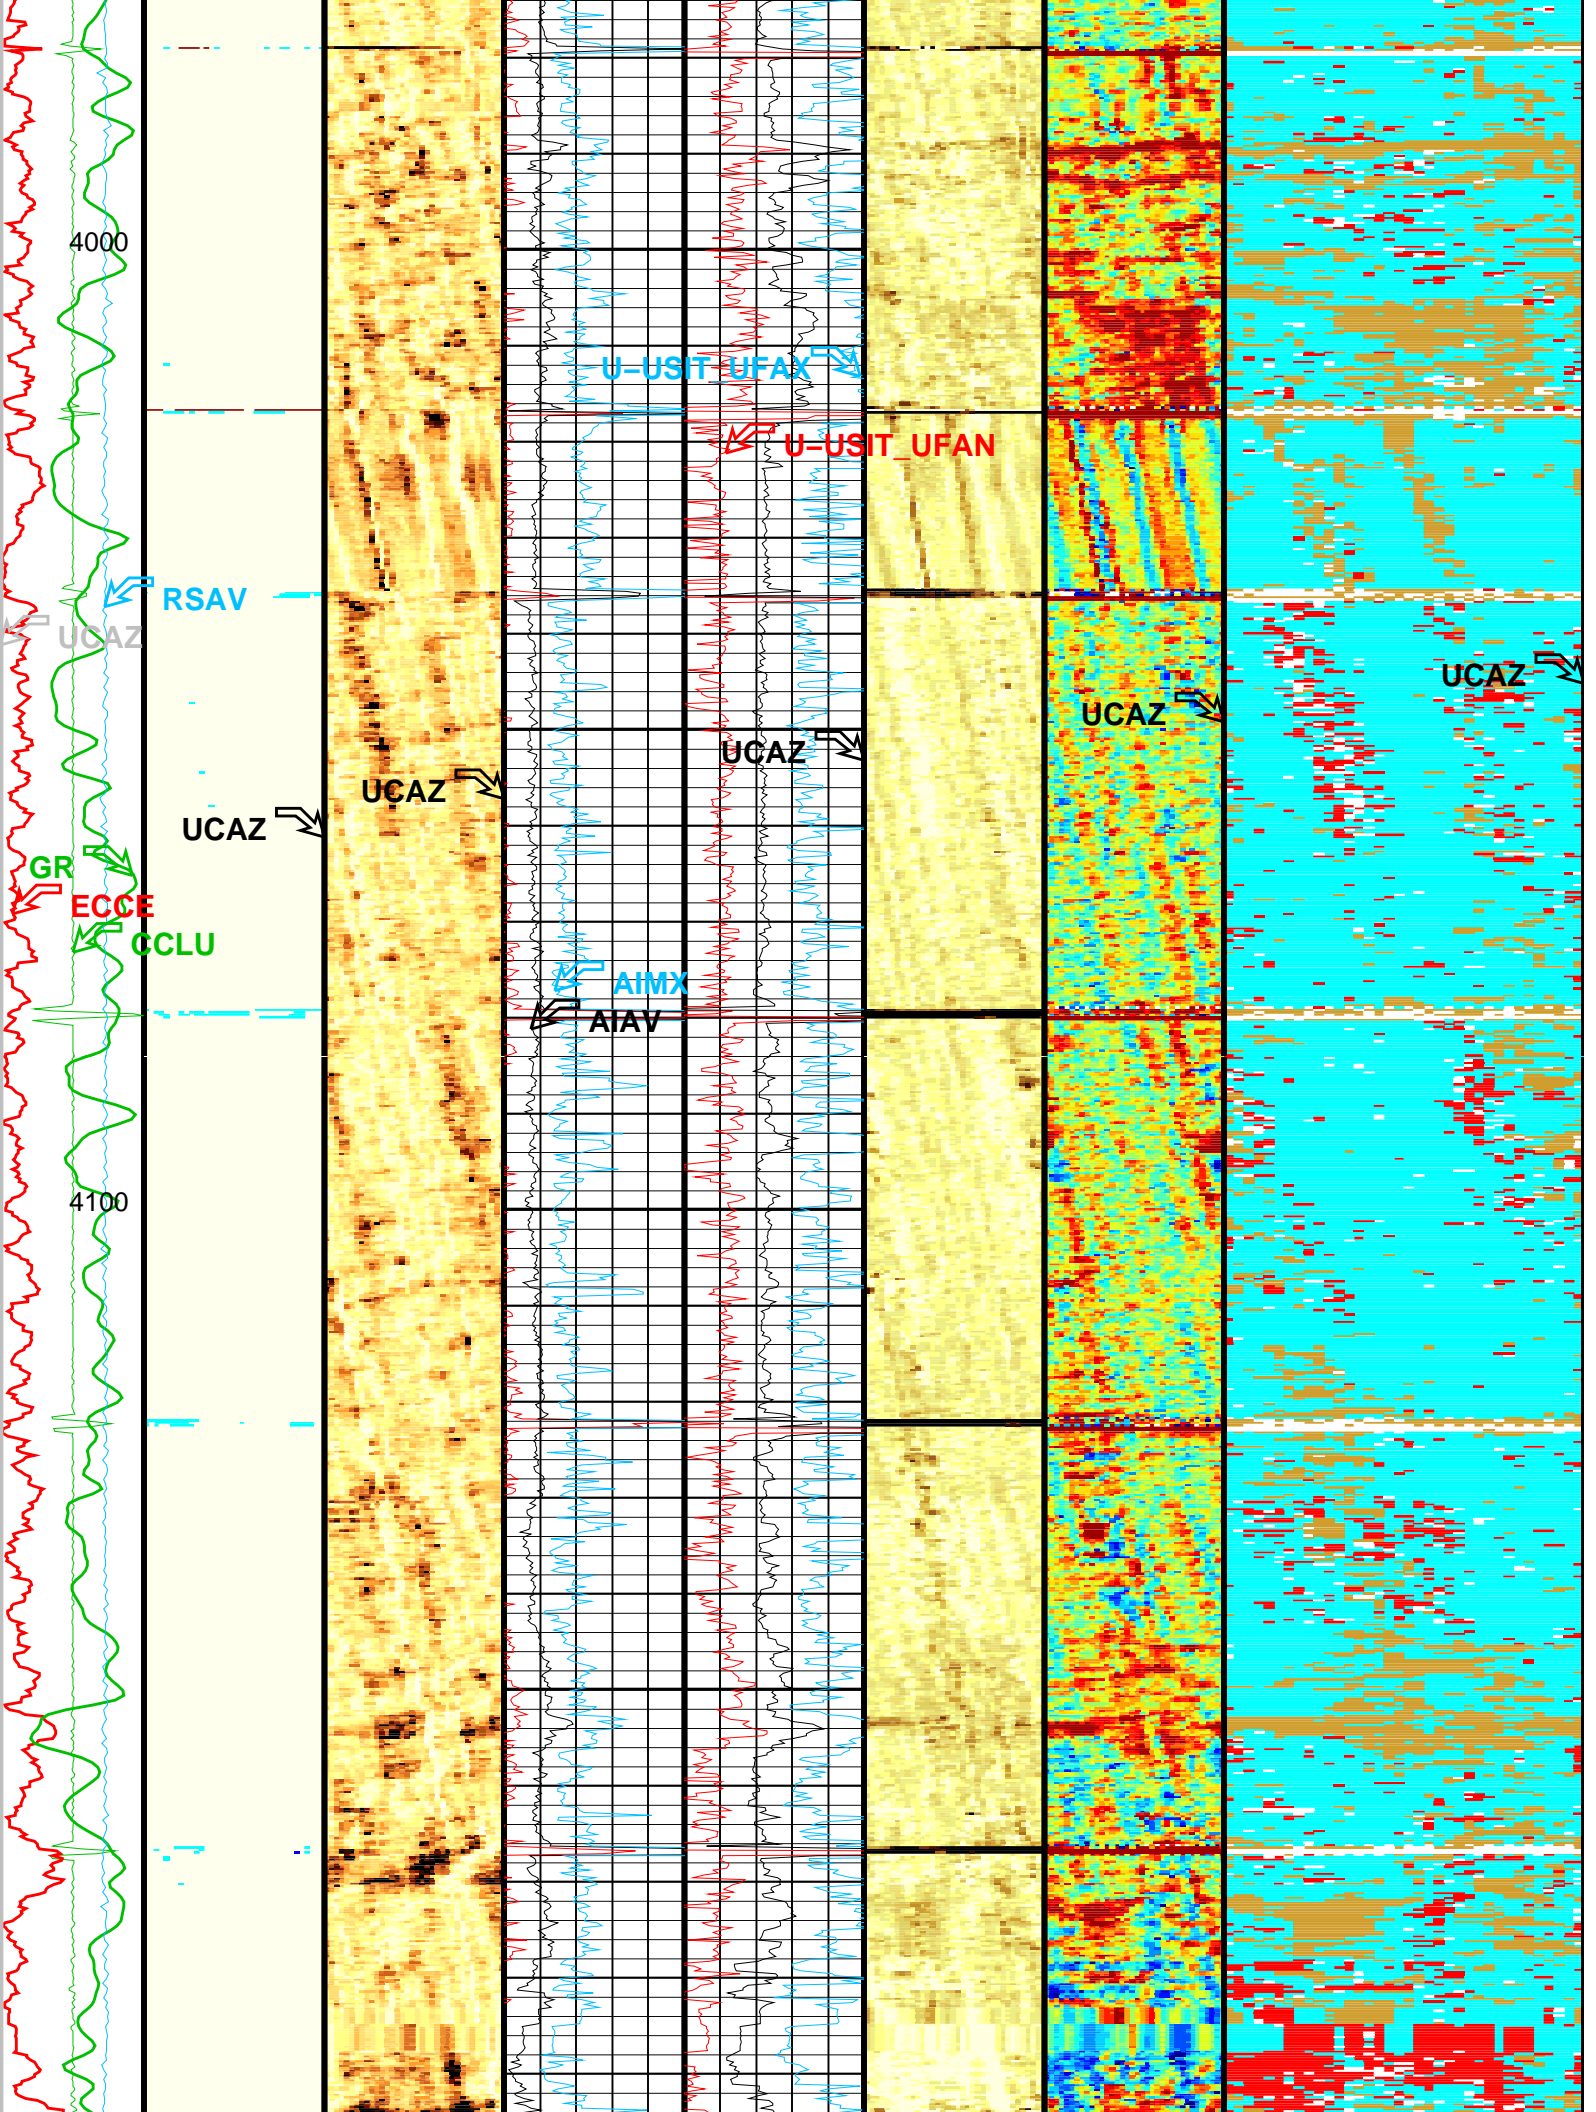 4000
U-USIT_UFAX
U-USIT_UFAN
RSAV
UCAZ
UCAZ
UCAZ
UCAZ
UCAZ
UCAZ
GR
ECCE
CCLU
AIMX
AIAV
4100